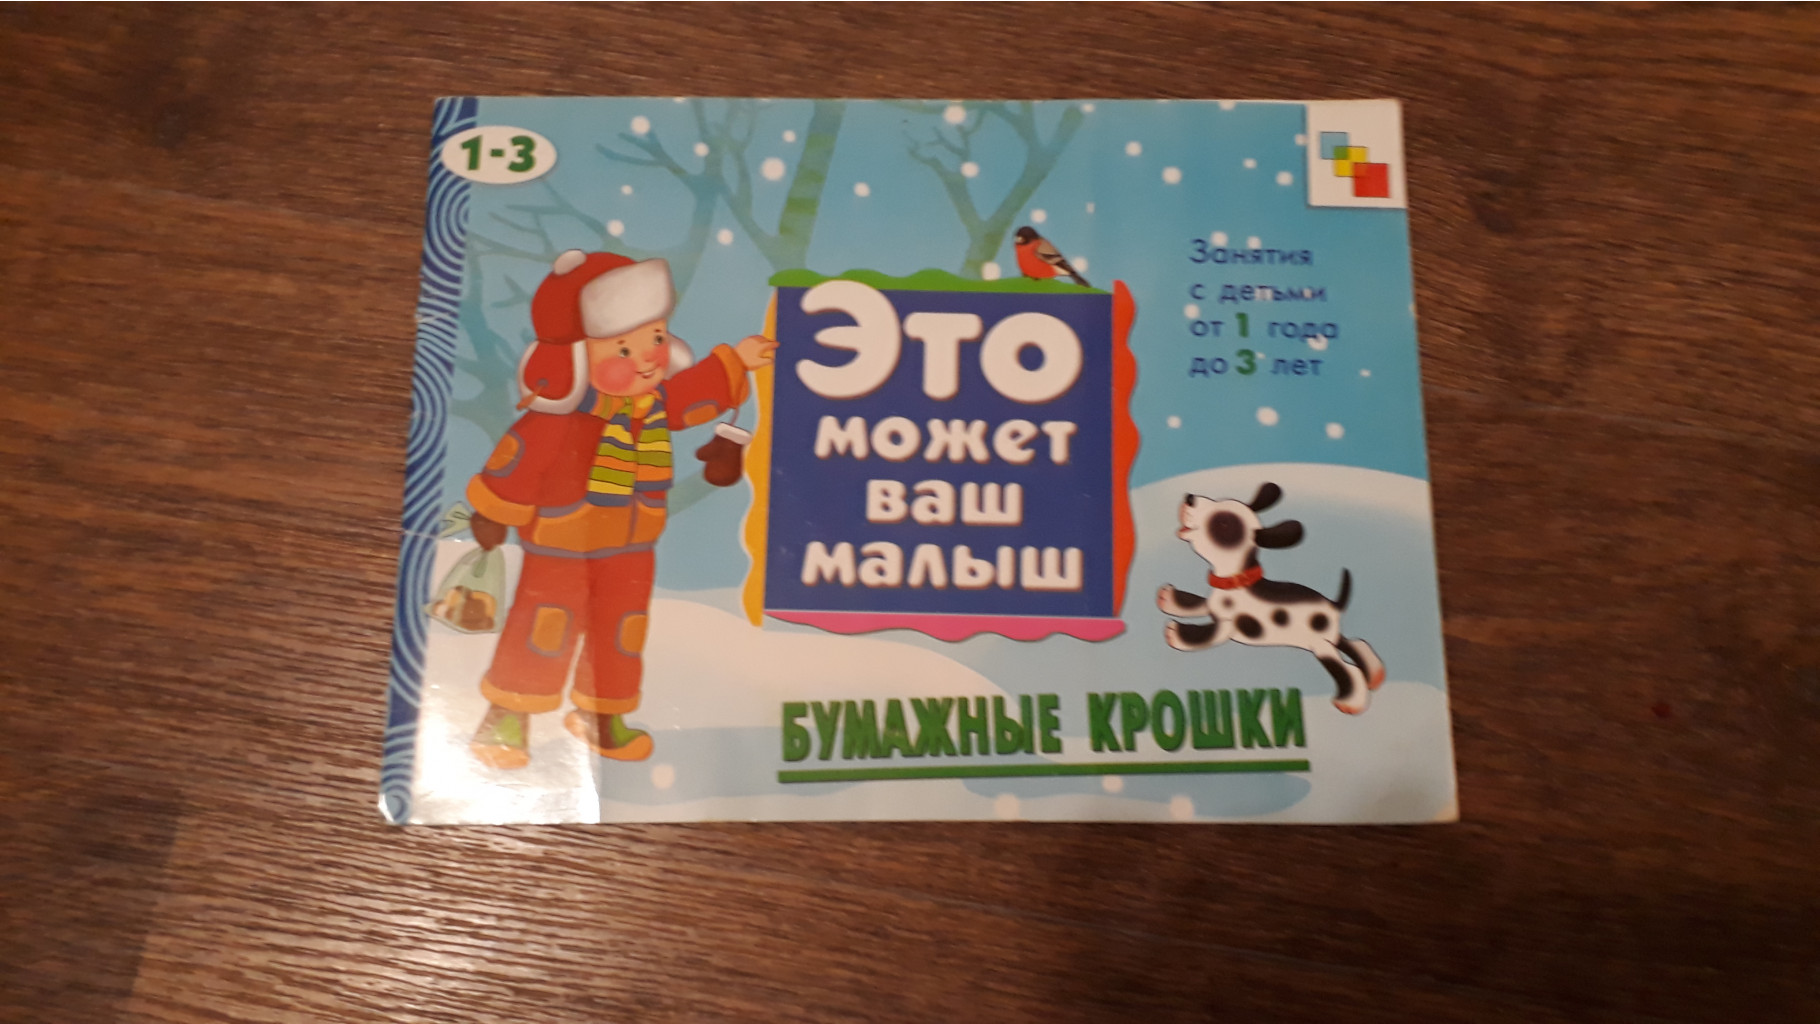 1-3
Занятия
с детьми
от 1 года
до 3 лет
Это
может
ваш
малыш
БУМАЖНЫЕ КРОШКИ